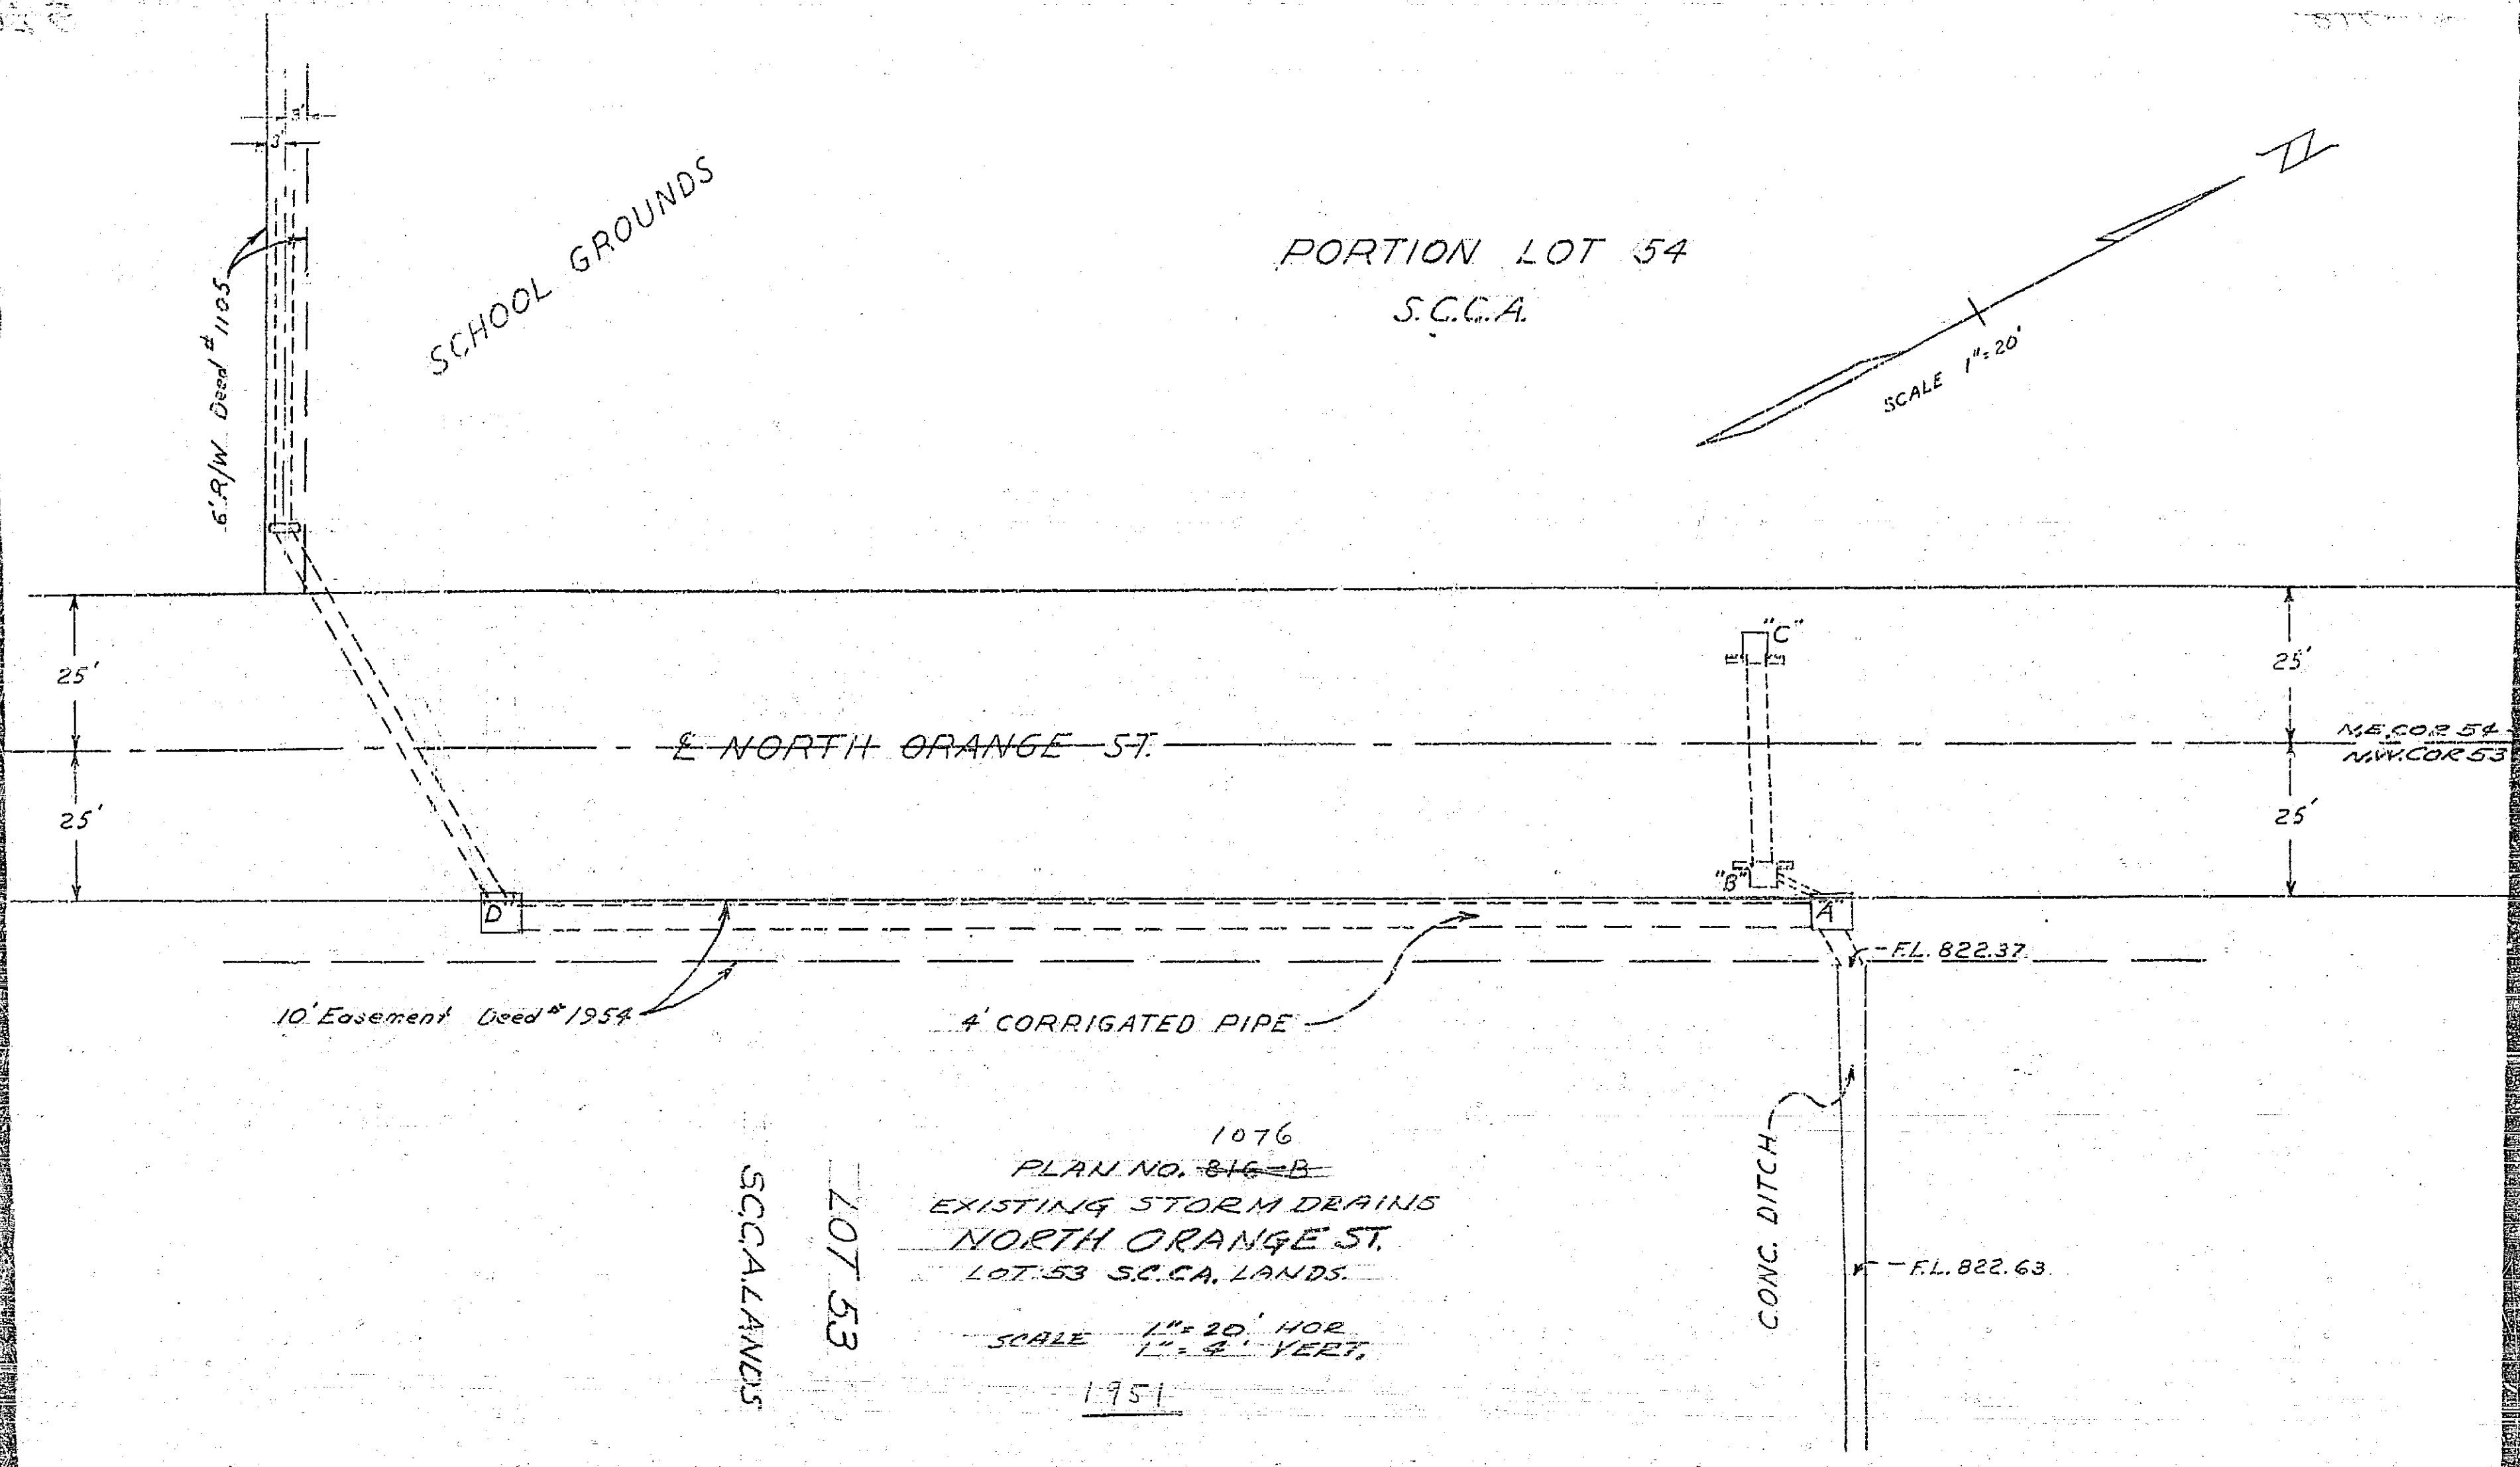 3'
3'
6' R/W Deed #1105
SCHOOL GROUNDS
PORTION LOT 54
S.C.C.A.
N
SCALE 1"=20'
25'
25'
25'
25'
℄ NORTH ORANGE ST.
"C"
"B"
"A"
"D"
N.E. COR 54
N.W. COR 53
F.L. 822.37
10' Easement Deed #1954
4' CORRIGATED PIPE
CONC. DITCH
F.L. 822.63
LOT 53
S.C.C.A. LANDS
1076
PLAN NO. 816-B
EXISTING STORM DRAINS
NORTH ORANGE ST.
LOT 53 S.C.C.A. LANDS.
SCALE 1"=20' HOR
1"=4' VERT.
1951